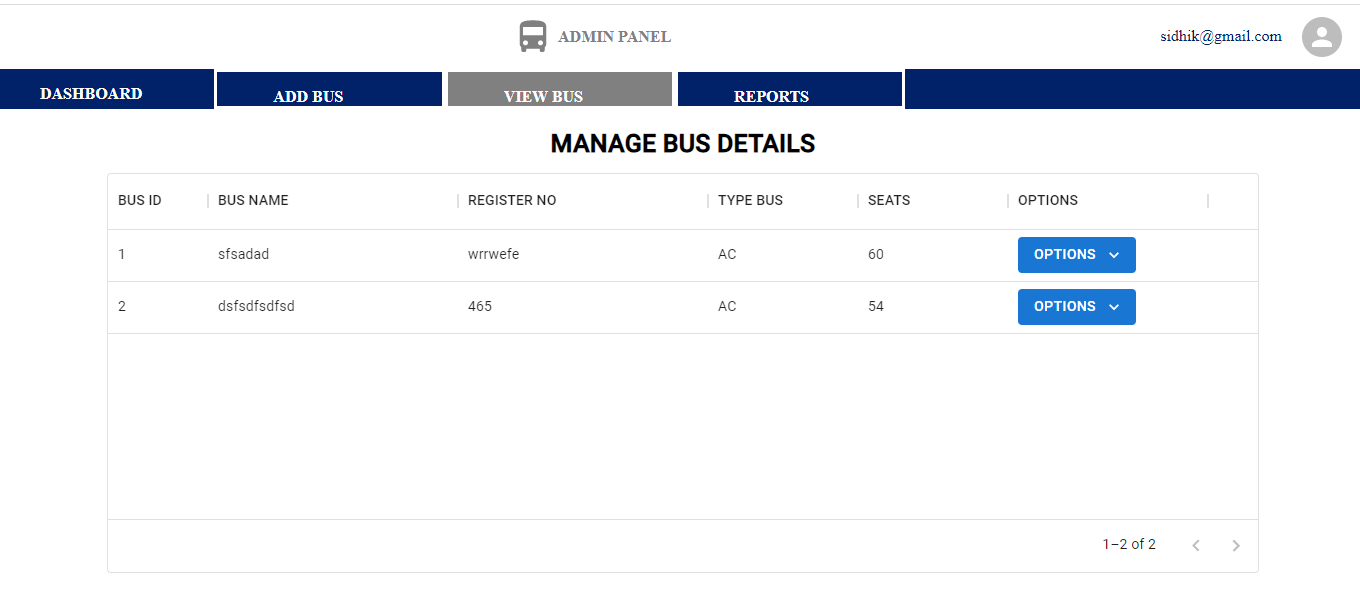 ADMIN PANEL
sidhik@gmail.com
DASHBOARD ADD BUS VIEW BUS REPORTS
MANAGE BUS DETAILS
BUS ID BUS NAME REGISTER NO TYPE BUS SEATS OPTIONS
1 sfsadad wrrwefe AC 60 OPTIONS
2 dsfsdfsdfsd 465 AC 54 OPTIONS
1–2 of 2